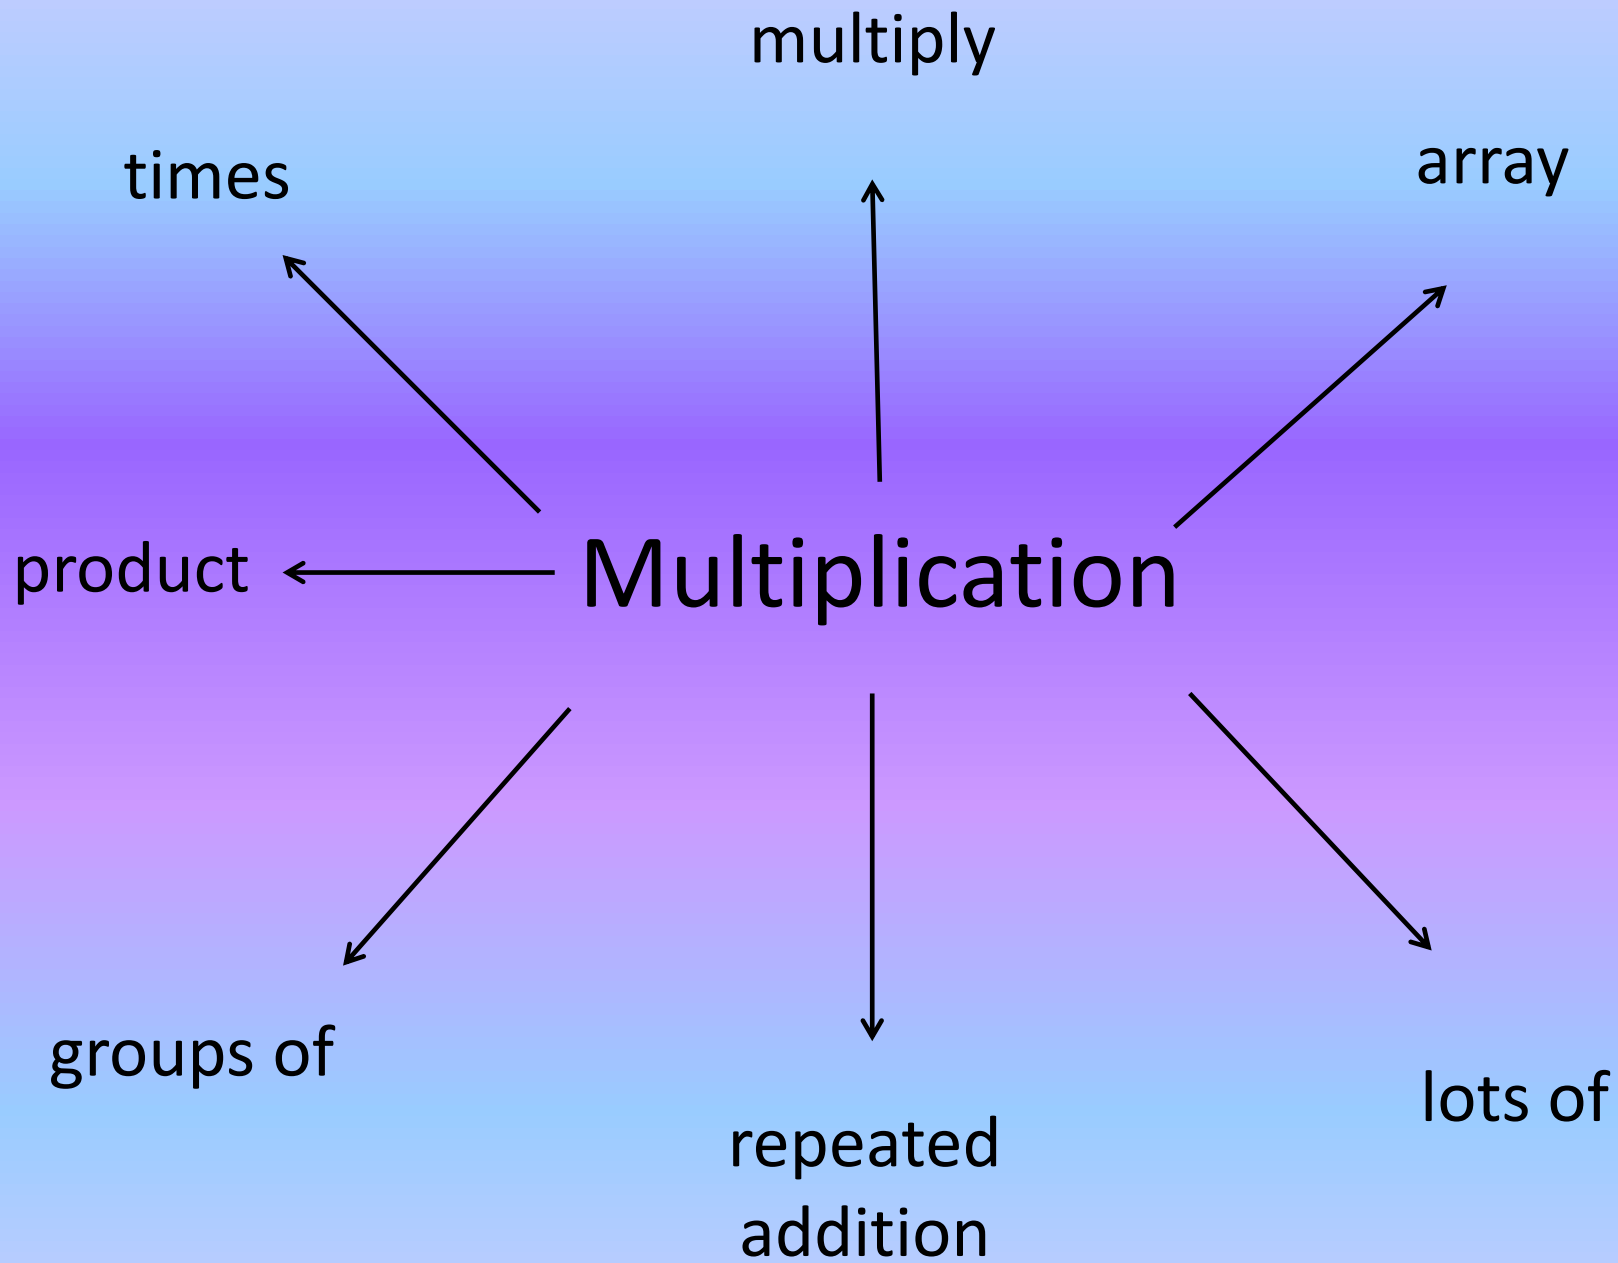 multiply
times
array
product
Multiplication
groups of
lots of
repeated
addition